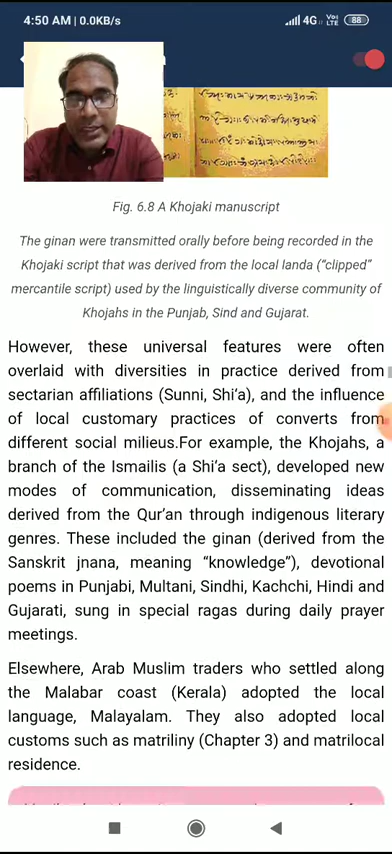 4:50 AM | 0.0KB/s
4G
Vo
LTE
88
Fig. 6.8 A Khojaki manuscript
The ginan were transmitted orally before being recorded in the
Khojaki script that was derived from the local landa (“clipped”
mercantile script) used by the linguistically diverse community of
Khojahs in the Punjab, Sind and Gujarat.
However, these universal features were often
overlaid with diversities in practice derived from
sectarian affiliations (Sunni, Shi‘a), and the influence
of local customary practices of converts from
different social milieus.For example, the Khojahs, a
branch of the Ismailis (a Shi‘a sect), developed new
modes of communication, disseminating ideas
derived from the Qur’an through indigenous literary
genres. These included the ginan (derived from the
Sanskrit jnana, meaning “knowledge”), devotional
poems in Punjabi, Multani, Sindhi, Kachchi, Hindi and
Gujarati, sung in special ragas during daily prayer
meetings.
Elsewhere, Arab Muslim traders who settled along
the Malabar coast (Kerala) adopted the local
language, Malayalam. They also adopted local
customs such as matriliny (Chapter 3) and matrilocal
residence.